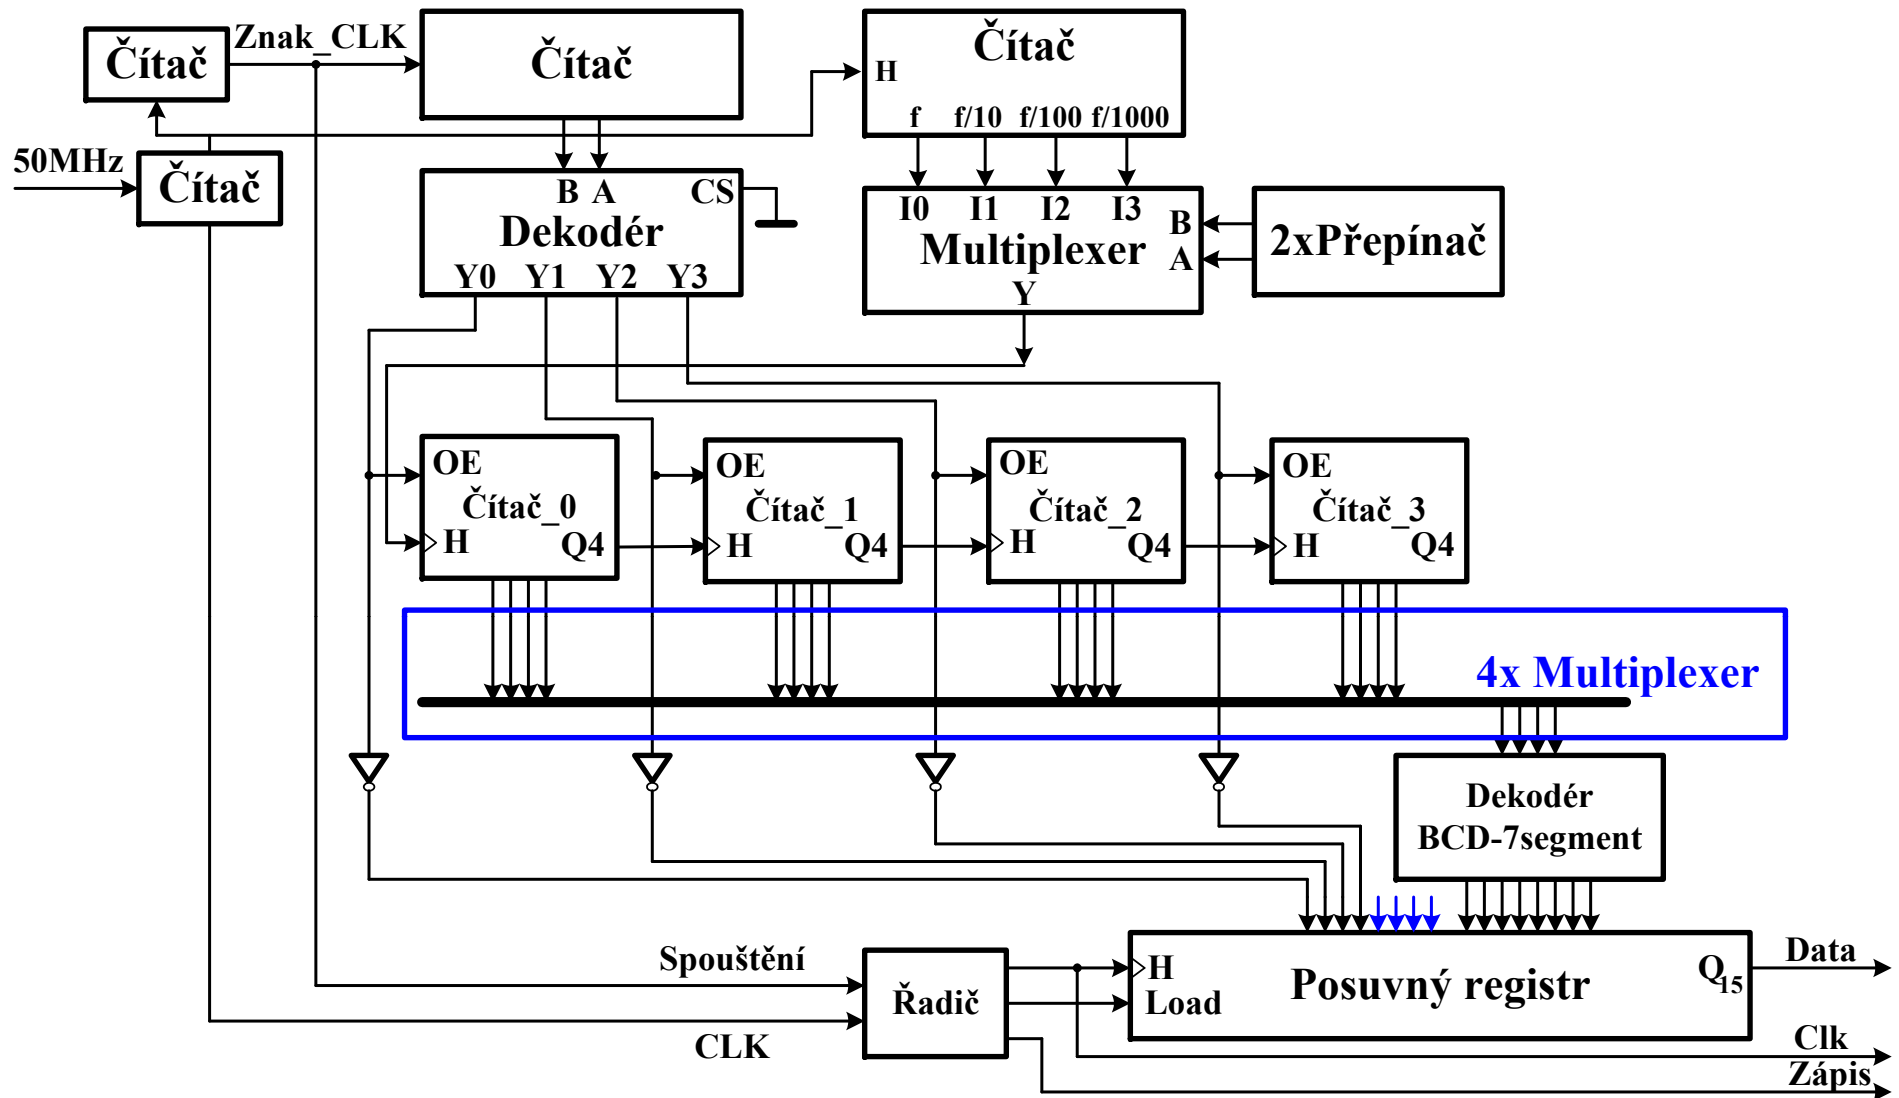 Znak_CLK
Čítač
Čítač
Čítač
H
f f/10 f/100 f/1000
50MHz
Čítač
B A CS
Dekodér
Y0 Y1 Y2 Y3
I0 I1 I2 I3
Multiplexer
B
A
Y
2xPřepínač
OE
Čítač_0
H Q4
OE
Čítač_1
H Q4
OE
Čítač_2
H Q4
OE
Čítač_3
H Q4
4x Multiplexer
Dekodér
BCD-7segment
Spouštění
Řadič
CLK
H
Load
Posuvný registr
Q15
Data
Clk
Zápis